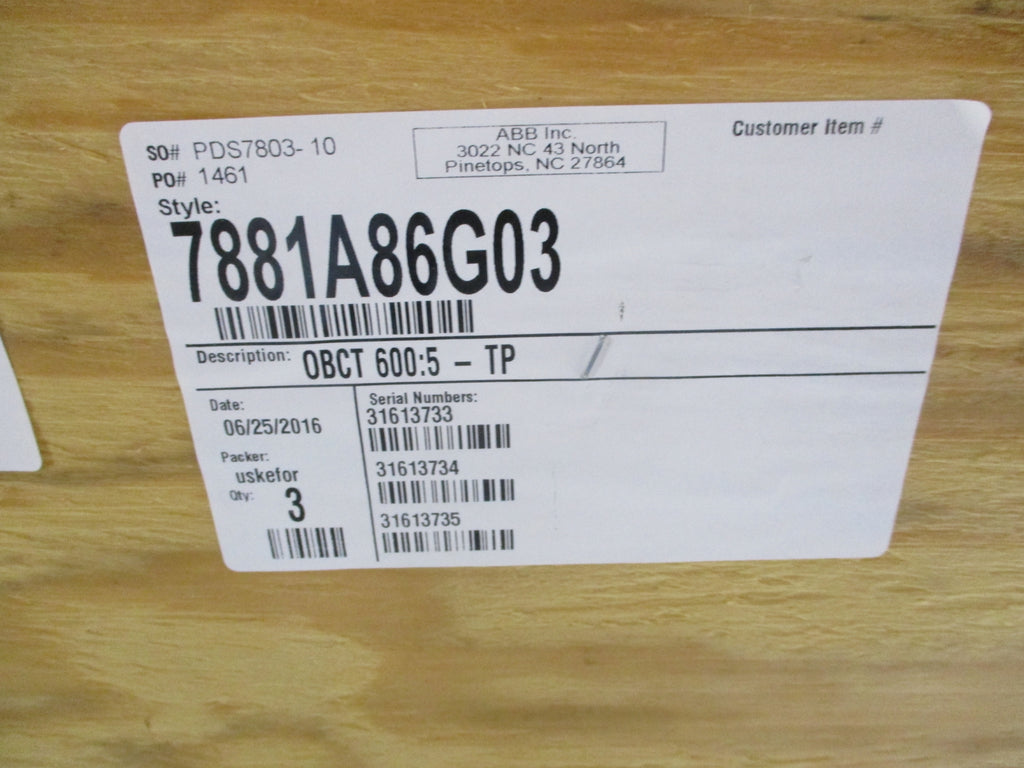 SO# PDS7803-10
PO# 1461
ABB Inc.
3022 NC 43 North
Pinetops, NC 27864
Customer Item #
Style:
7881A86G03
Description: OBCT 600:5 – TP
Date:
06/25/2016
Packer:
uskefor
Qty:
3
Serial Numbers:
31613733
31613734
31613735